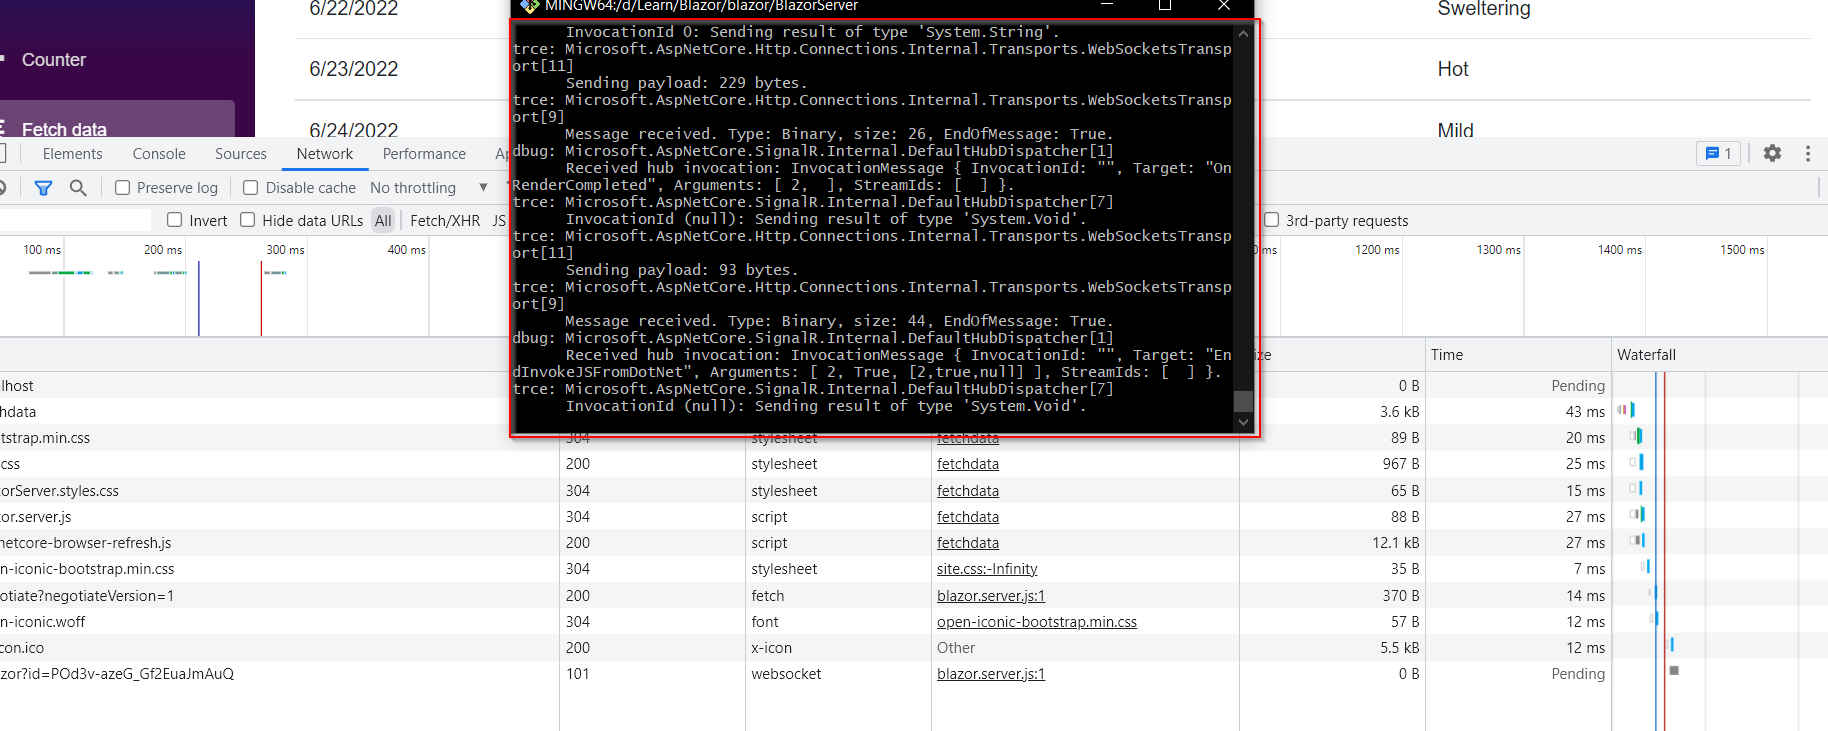 MINGW64:/d/Learn/Blazor/blazor/BlazorServer
6/22/2022
Sweltering
Counter
6/23/2022
Hot
Fetch data
6/24/2022
Mild
InvocationId 0: Sending result of type 'System.String'.
trce: Microsoft.AspNetCore.Http.Connections.Internal.Transports.WebSocketsTransp
ort[11]
Sending payload: 229 bytes.
trce: Microsoft.AspNetCore.Http.Connections.Internal.Transports.WebSocketsTransp
ort[9]
Message received. Type: Binary, size: 26, EndOfMessage: True.
dbug: Microsoft.AspNetCore.SignalR.Internal.DefaultHubDispatcher[1]
Received hub invocation: InvocationMessage { InvocationId: "", Target: "On
RenderCompleted", Arguments: [ 2,  ], StreamIds: [  ] }.
trce: Microsoft.AspNetCore.SignalR.Internal.DefaultHubDispatcher[7]
InvocationId (null): Sending result of type 'System.Void'.
trce: Microsoft.AspNetCore.Http.Connections.Internal.Transports.WebSocketsTransp
ort[11]
Sending payload: 93 bytes.
trce: Microsoft.AspNetCore.Http.Connections.Internal.Transports.WebSocketsTransp
ort[9]
Message received. Type: Binary, size: 44, EndOfMessage: True.
dbug: Microsoft.AspNetCore.SignalR.Internal.DefaultHubDispatcher[1]
Received hub invocation: InvocationMessage { InvocationId: "", Target: "En
dInvokeJSFromDotNet", Arguments: [ 2, True, [2,true,null] ], StreamIds: [  ] }.
trce: Microsoft.AspNetCore.SignalR.Internal.DefaultHubDispatcher[7]
InvocationId (null): Sending result of type 'System.Void'.
Elements Console Sources Network Performance Ap 1
Preserve log Disable cache No throttling
Invert Hide data URLs All Fetch/XHR JS 3rd-party requests
100 ms 200 ms 300 ms 400 ms ms 1200 ms 1300 ms 1400 ms 1500 ms
ize Time Waterfall
lhost 0 B Pending
hdata 3.6 kB 43 ms
tstrap.min.css 304 stylesheet fetchdata 89 B 20 ms
css 200 stylesheet fetchdata 967 B 25 ms
zorServer.styles.css 304 stylesheet fetchdata 65 B 15 ms
zor.server.js 304 script fetchdata 88 B 27 ms
netcore-browser-refresh.js 200 script fetchdata 12.1 kB 27 ms
n-iconic-bootstrap.min.css 304 stylesheet site.css:-Infinity 35 B 7 ms
otiate?negotiateVersion=1 200 fetch blazor.server.js:1 370 B 14 ms
n-iconic.woff 304 font open-iconic-bootstrap.min.css 57 B 12 ms
con.ico 200 x-icon Other 5.5 kB 12 ms
zor?id=POd3v-azeG_Gf2EuaJmAuQ 101 websocket blazor.server.js:1 0 B Pending